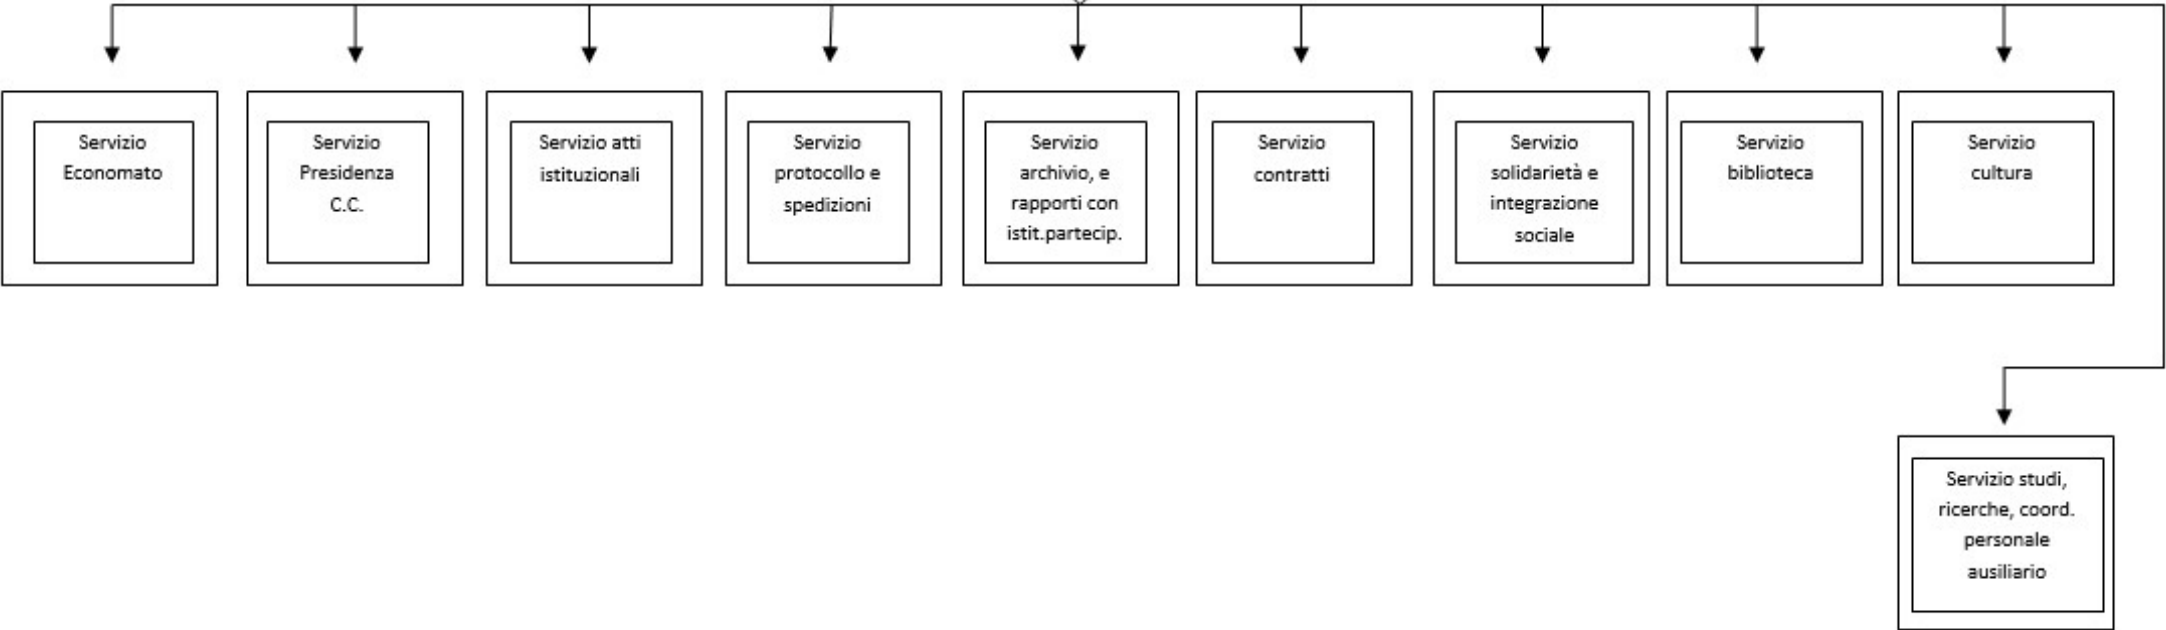 Servizio
Economato
Servizio
Presidenza
C.C.
Servizio atti
istituzionali
Servizio
protocollo e
spedizioni
Servizio
archivio, e
rapporti con
istit.partecip.
Servizio
contratti
Servizio
solidarietà e
integrazione
sociale
Servizio
biblioteca
Servizio
cultura
Servizio studi,
ricerche, coord.
personale
ausiliario